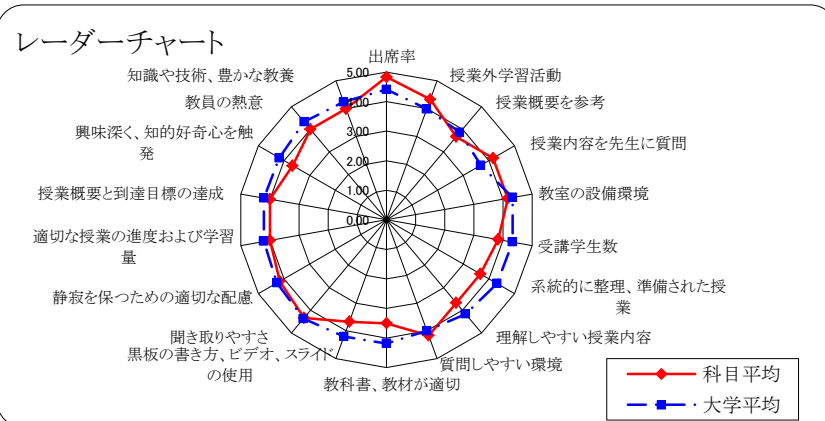 レーダーチャート
出席率
授業外学習活動
授業概要を参考
授業内容を先生に質問
教室の設備環境
受講学生数
系統的に整理、準備された授
業
理解しやすい授業内容
質問しやすい環境
教科書、教材が適切
黒板の書き方、ビデオ、スライド
の使用
聞き取りやすさ
静寂を保つための適切な配慮
適切な授業の進度および学習
量
授業概要と到達目標の達成
興味深く、知的好奇心を触
発
教員の熱意
知識や技術、豊かな教養
5.00
4.00
3.00
2.00
1.00
0.00
科目平均
大学平均